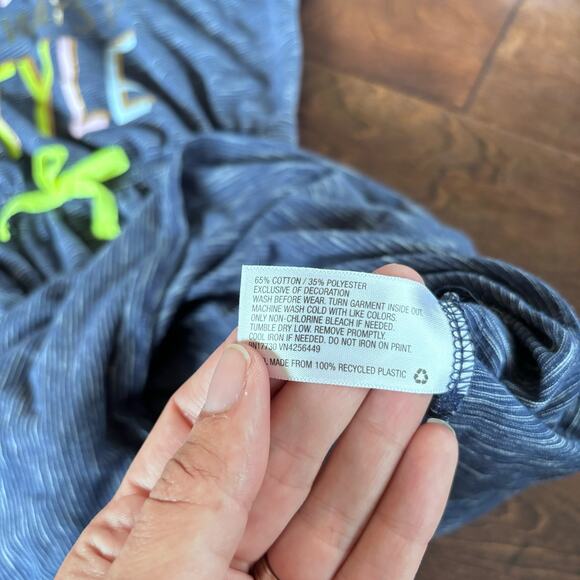 TYLE
65% COTTON / 35% POLYESTER
EXCLUSIVE OF DECORATION
WASH BEFORE WEAR. TURN GARMENT INSIDE OUT.
MACHINE WASH COLD WITH LIKE COLORS.
ONLY NON-CHLORINE BLEACH IF NEEDED.
TUMBLE DRY LOW. REMOVE PROMPTLY.
COOL IRON IF NEEDED. DO NOT IRON ON PRINT.
RN17730 VN4256449
MADE FROM 100% RECYCLED PLASTIC